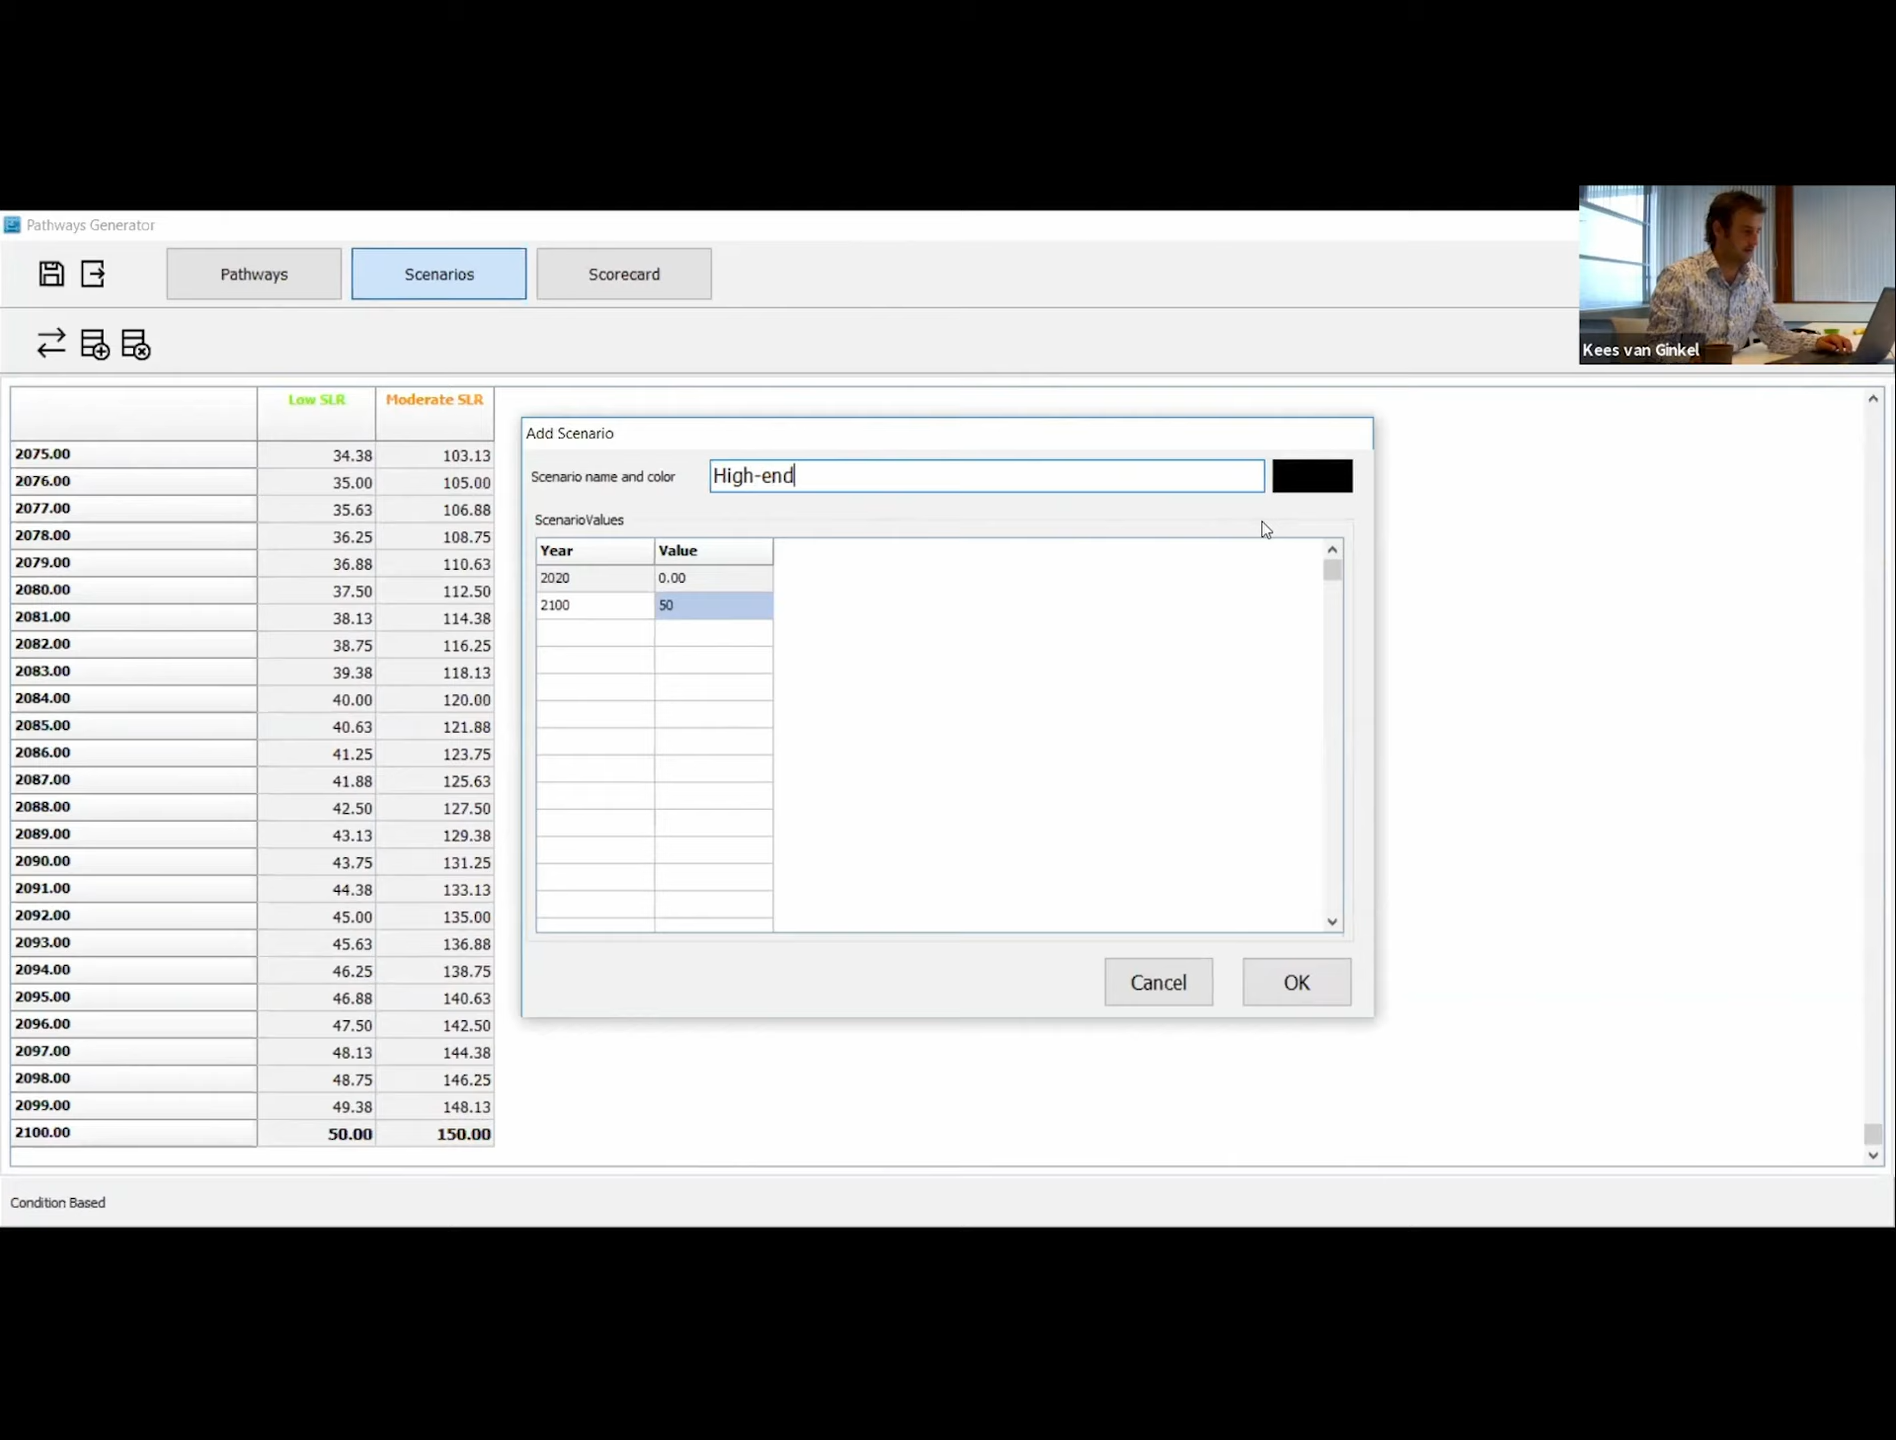 Pathways Generator
Pathways
Scenarios
Scorecard
Kees van Ginkel
Low SLR Moderate SLR
2075.00 34.38 103.13
2076.00 35.00 105.00
2077.00 35.63 106.88
2078.00 36.25 108.75
2079.00 36.88 110.63
2080.00 37.50 112.50
2081.00 38.13 114.38
2082.00 38.75 116.25
2083.00 39.38 118.13
2084.00 40.00 120.00
2085.00 40.63 121.88
2086.00 41.25 123.75
2087.00 41.88 125.63
2088.00 42.50 127.50
2089.00 43.13 129.38
2090.00 43.75 131.25
2091.00 44.38 133.13
2092.00 45.00 135.00
2093.00 45.63 136.88
2094.00 46.25 138.75
2095.00 46.88 140.63
2096.00 47.50 142.50
2097.00 48.13 144.38
2098.00 48.75 146.25
2099.00 49.38 148.13
2100.00 50.00 150.00
Add Scenario
Scenario name and color High-end
ScenarioValues
Year Value
2020 0.00
2100 50
Cancel OK
Condition Based